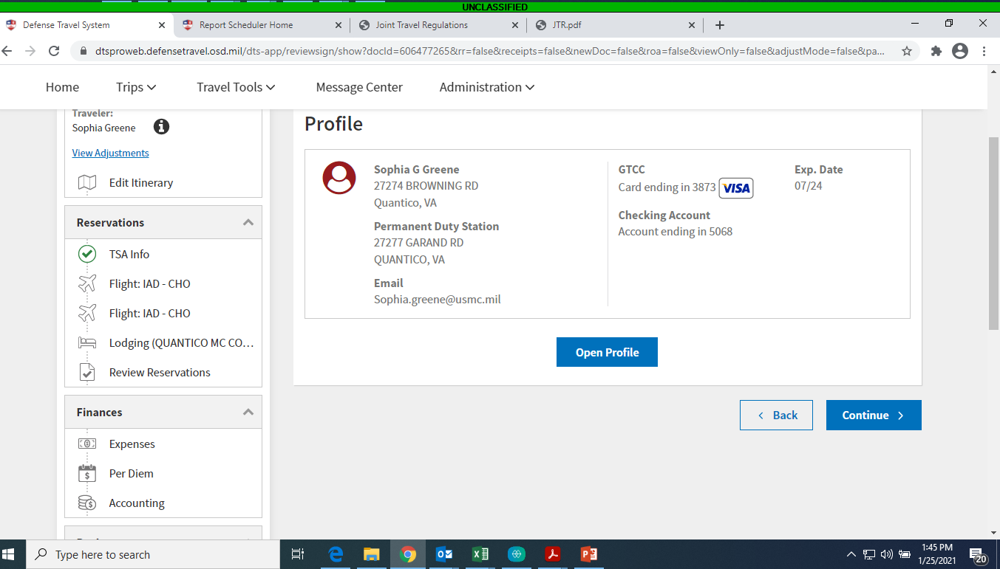 UNCLASSIFIED
Defense Travel System
Report Scheduler Home
Joint Travel Regulations
JTR.pdf
dtsproweb.defensetravel.osd.mil/dts-app/reviewsign/show?docId=606477265&rr=false&receipts=false&newDoc=false&roa=false&viewOnly=false&adjustMode=false&pa...
Home
Trips
Travel Tools
Message Center
Administration
Traveler:
Sophia Greene
View Adjustments
Edit Itinerary
Reservations
TSA Info
Flight: IAD - CHO
Flight: IAD - CHO
Lodging (QUANTICO MC CO...
Review Reservations
Finances
Expenses
Per Diem
Accounting
Profile
Sophia G Greene
27274 BROWNING RD
Quantico, VA
Permanent Duty Station
27277 GARAND RD
QUANTICO, VA
Email
Sophia.greene@usmc.mil
GTCC
Card ending in 3873 VISA
Checking Account
Account ending in 5068
Exp. Date
07/24
Open Profile
Back
Continue
Type here to search
1:45 PM
1/25/2021
20